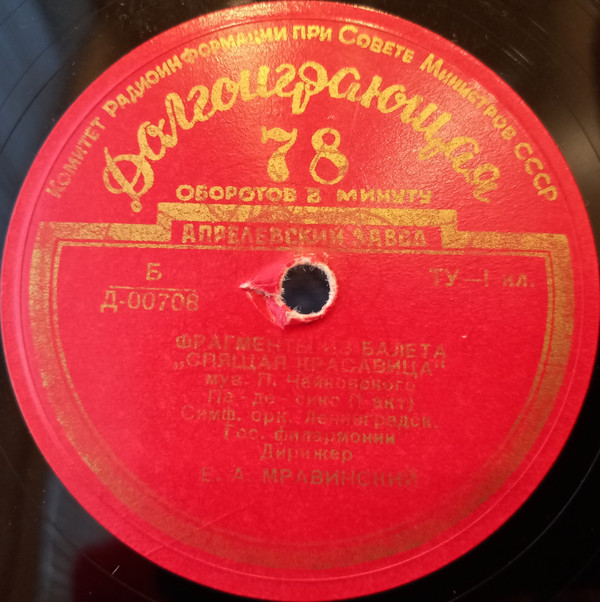 Комитет Радиоинформации при Совете Министров СССР
Долгоиграющая
78
ОБОРОТОВ В МИНУТУ
АПРЕЛЕВСКИЙ ЗАВОД
Б
Д-00708
ТУ—I кл.
ФРАГМЕНТЫ ИЗ БАЛЕТА
„СПЯЩАЯ КРАСАВИЦА"
муз. П. Чайковского
Па-де-сикс (1 акт)
Симф. орк. Ленинградск.
Гос. филармонии
Дирижер
Е. А. МРАВИНСКИЙ